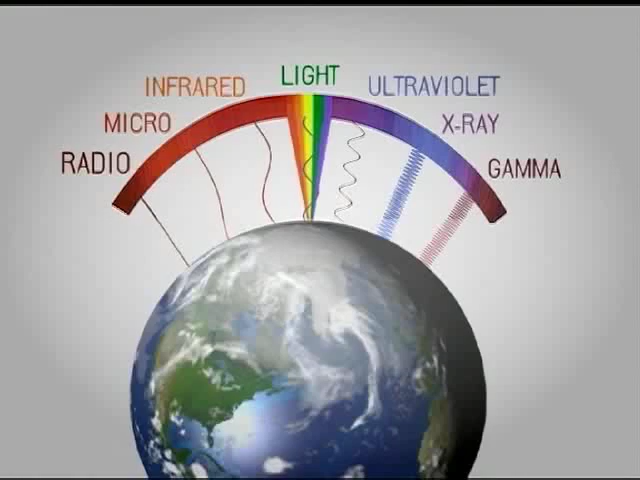 RADIO
MICRO
INFRARED
LIGHT
ULTRAVIOLET
X-RAY
GAMMA